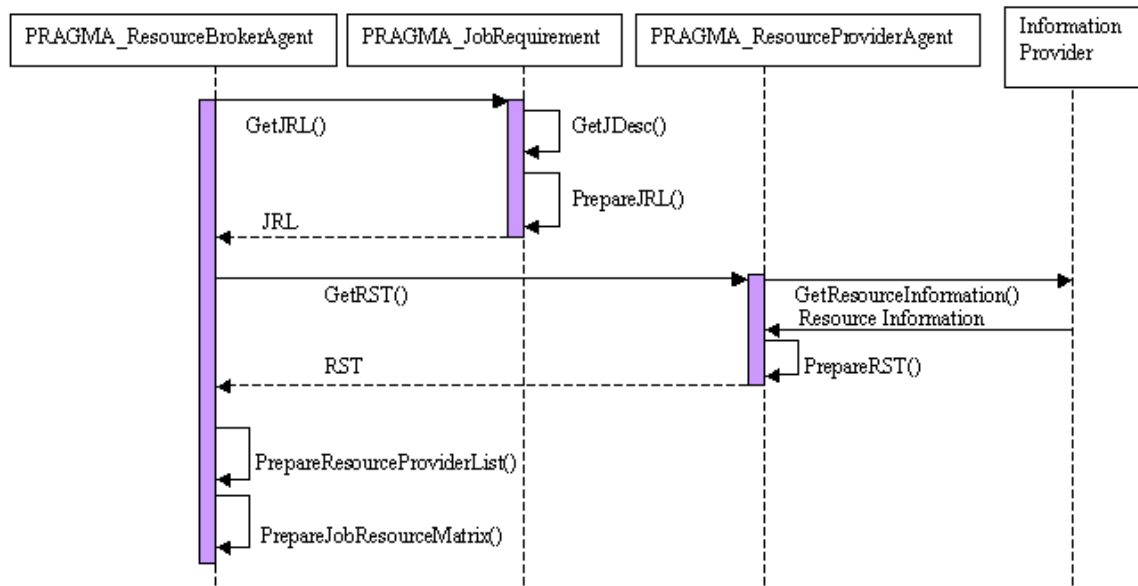 PRAGMA_ResourceBrokerAgent
PRAGMA_JobRequirement
PRAGMA_ResourceProviderAgent
Information
Provider
GetJRL()
GetJDesc()
PrepareJRL()
JRL
GetRST()
GetResourceInformation()
Resource Information
RST
PrepareRST()
PrepareResourceProviderList()
PrepareJobResourceMatrix()